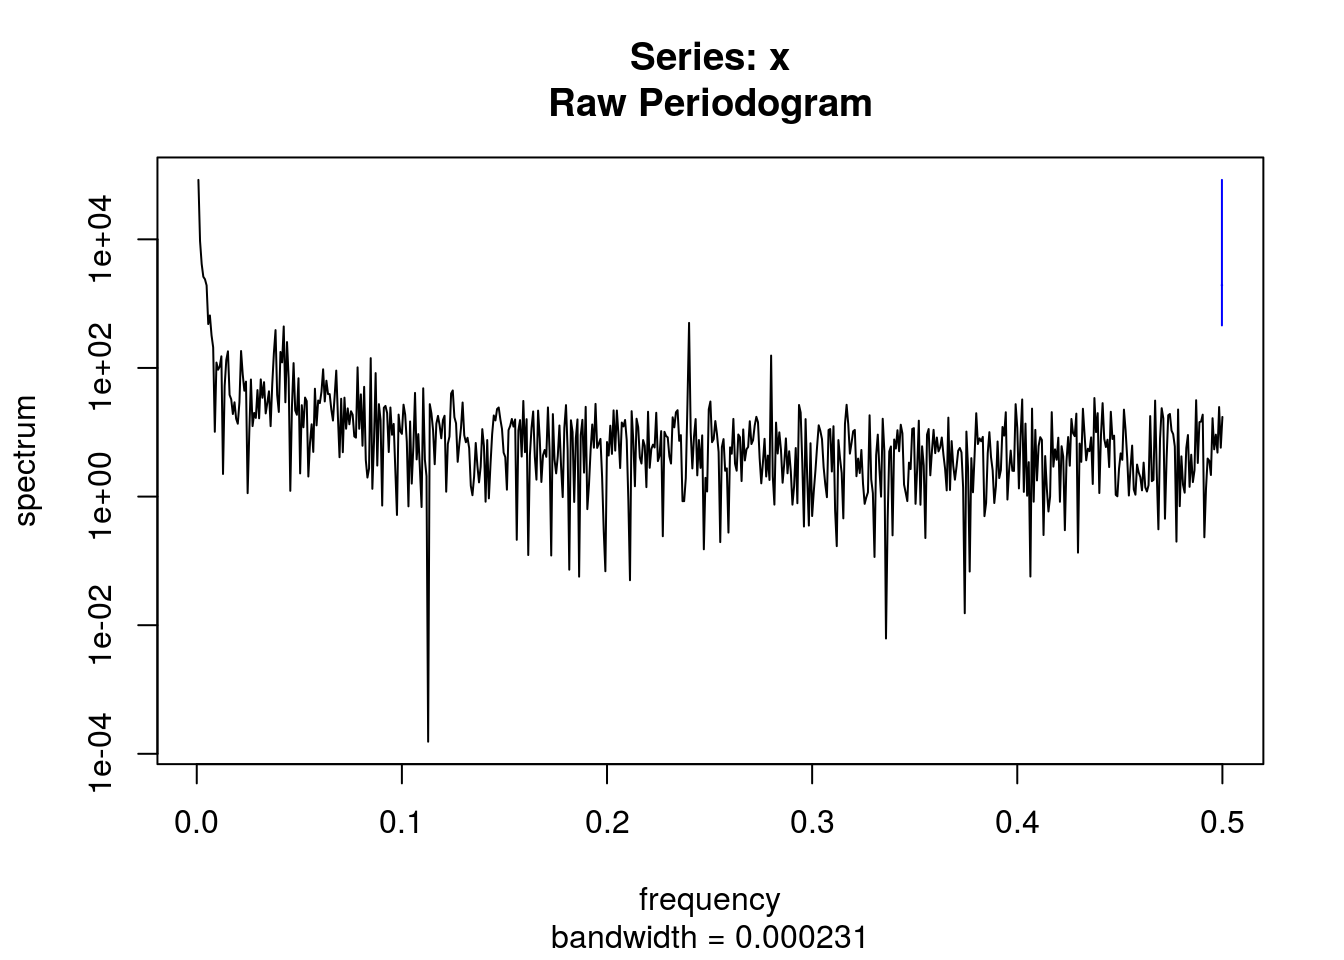 Series: x
Raw Periodogram
1e+04
1e+02
1e+00
1e-02
1e-04
spectrum
0.0 0.1 0.2 0.3 0.4 0.5
frequency
bandwidth = 0.000231